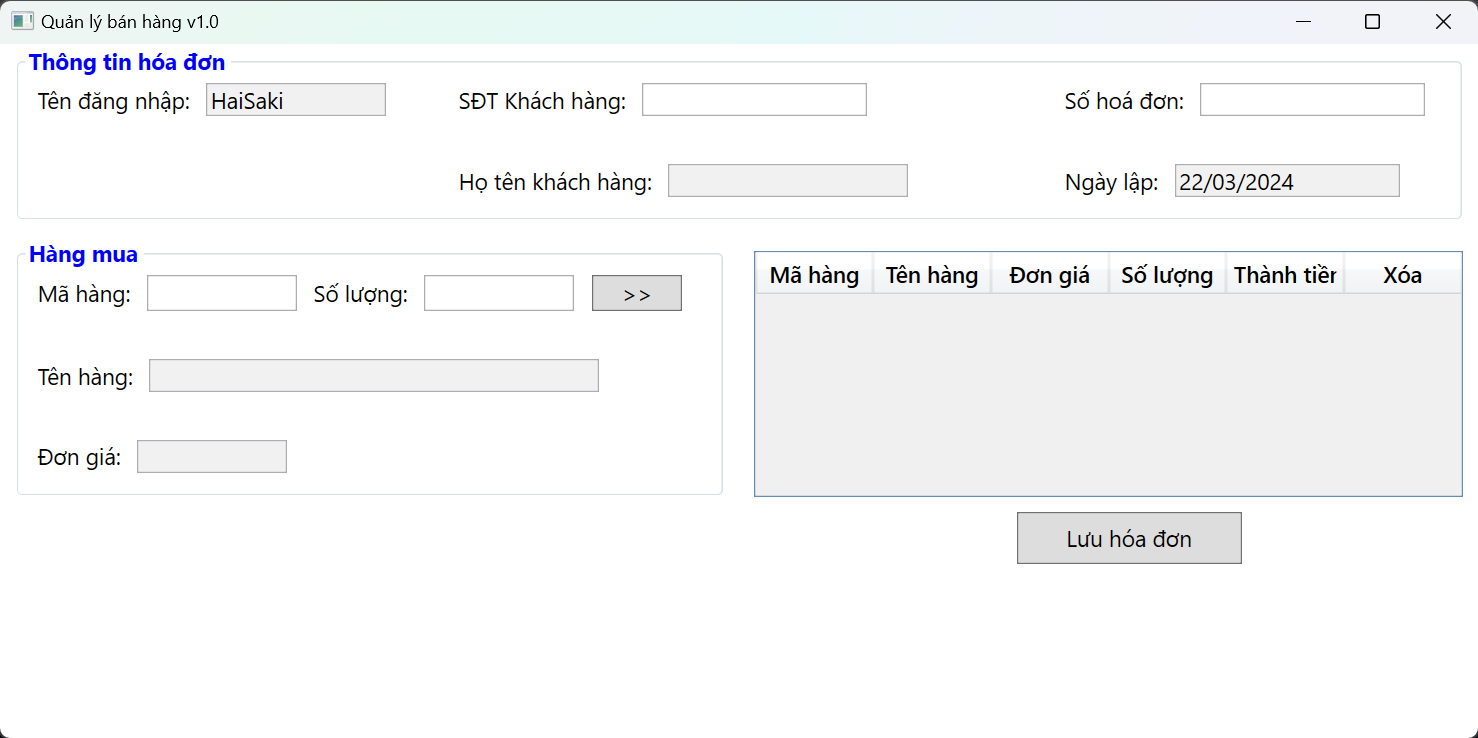 Quản lý bán hàng v1.0
Thông tin hóa đơn
Tên đăng nhập: HaiSaki SĐT Khách hàng: Số hoá đơn:
Họ tên khách hàng: Ngày lập: 22/03/2024
Hàng mua
Mã hàng: Số lượng: >>
Tên hàng:
Đơn giá:
Mã hàng Tên hàng Đơn giá Số lượng Thành tiền Xóa
Lưu hóa đơn